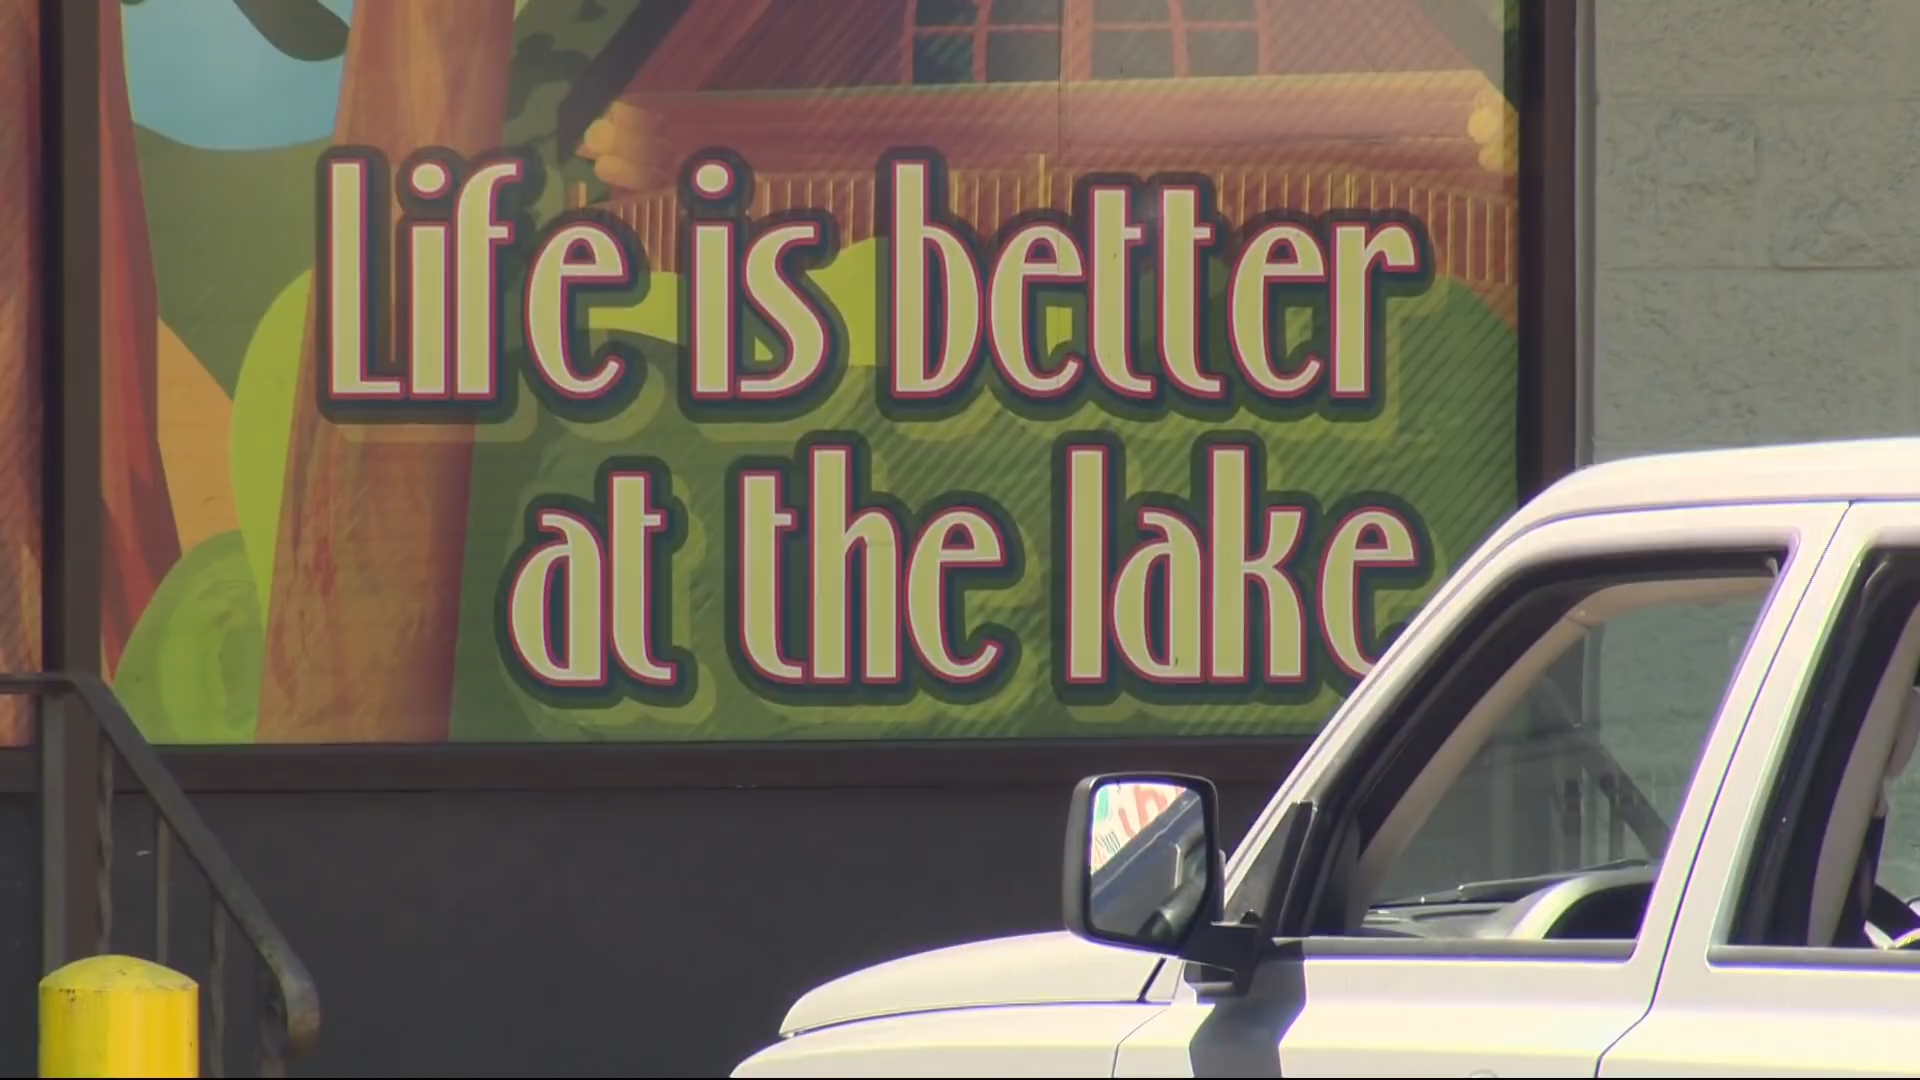 Life is better
at the lake